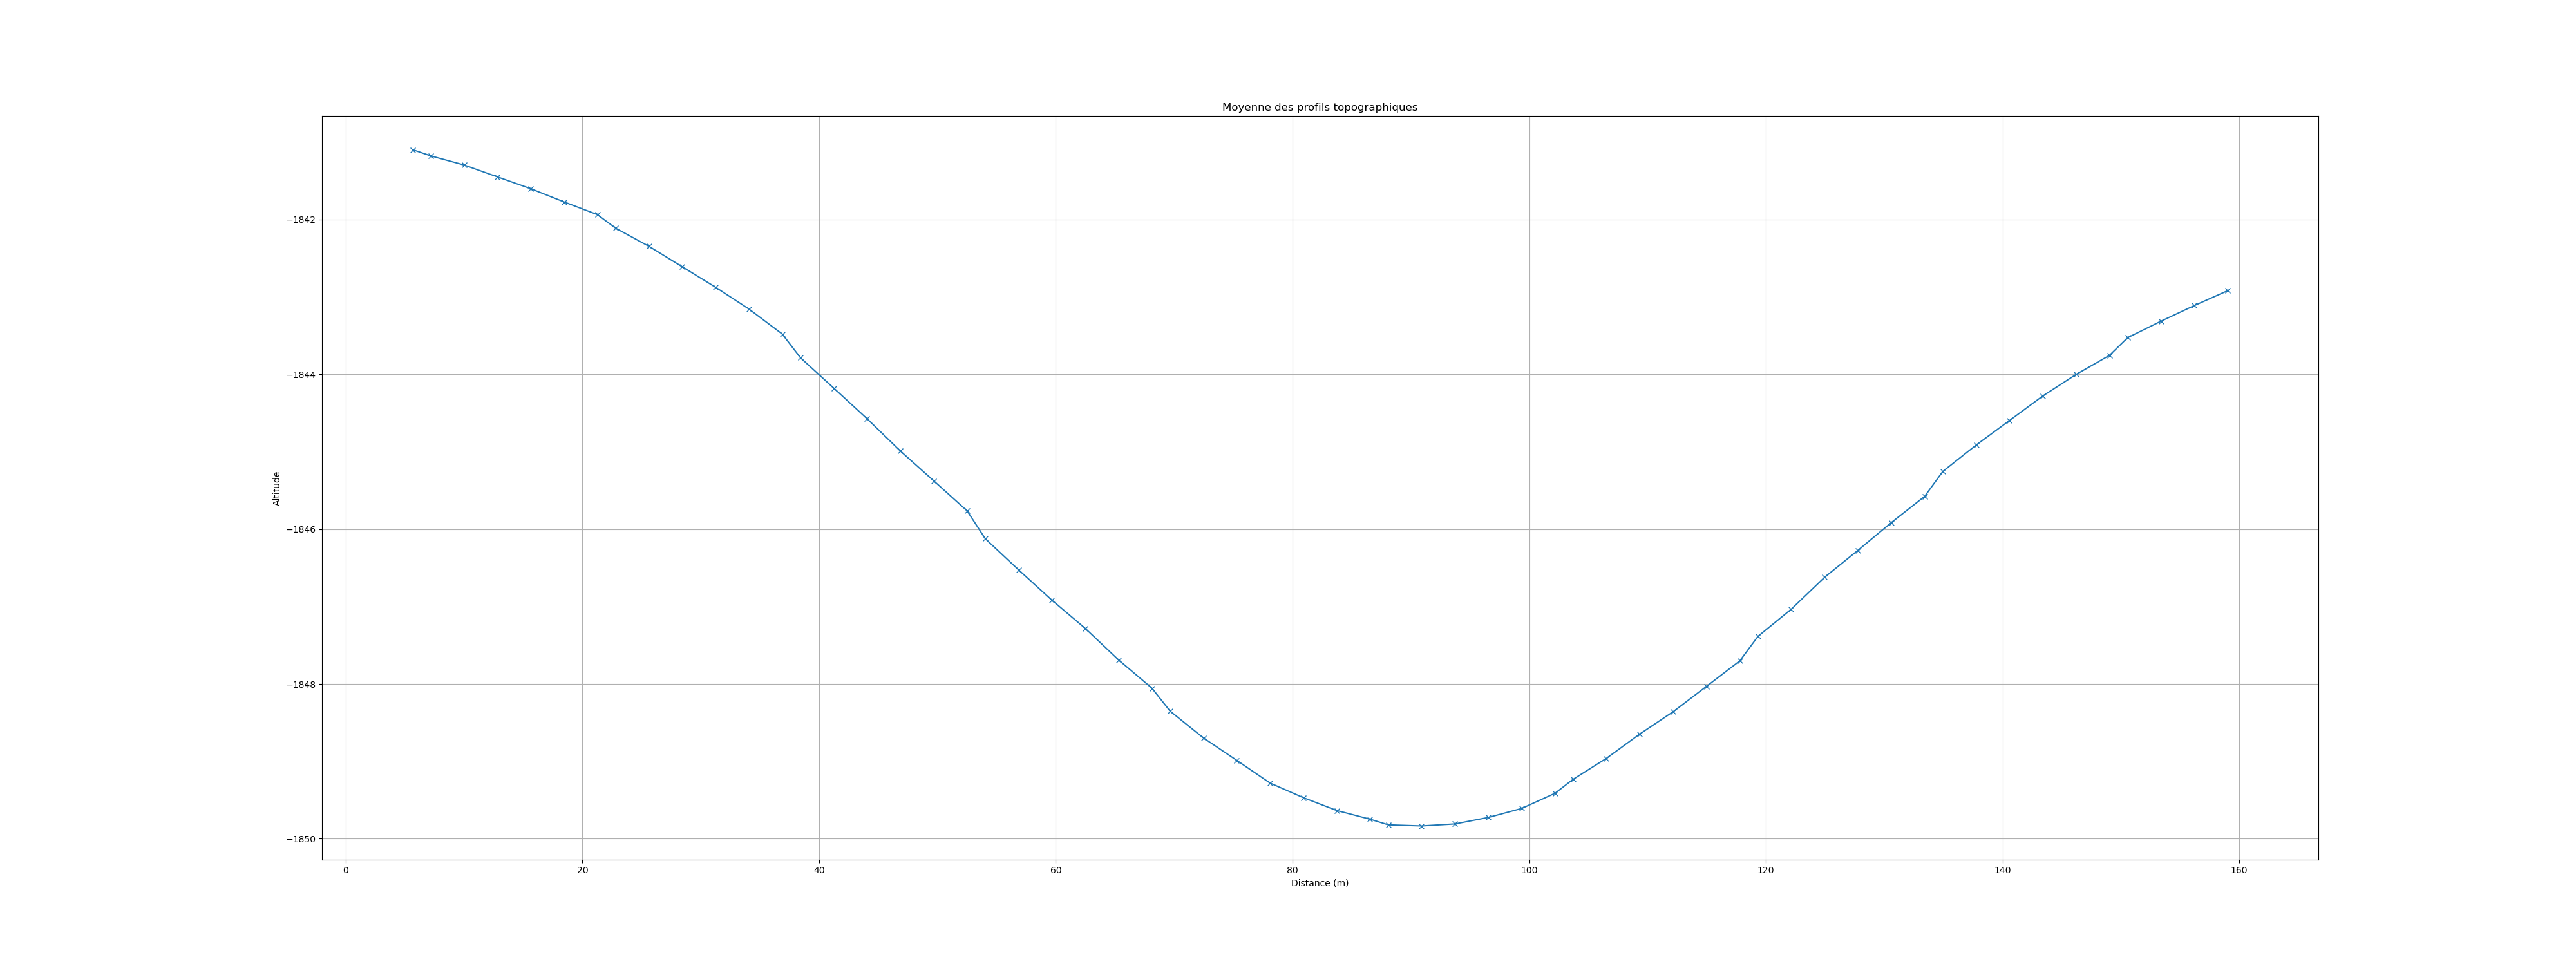 Moyenne des profils topographiques
Altitude
−1842
−1844
−1846
−1848
−1850
0 20 40 60 80 100 120 140 160
Distance (m)